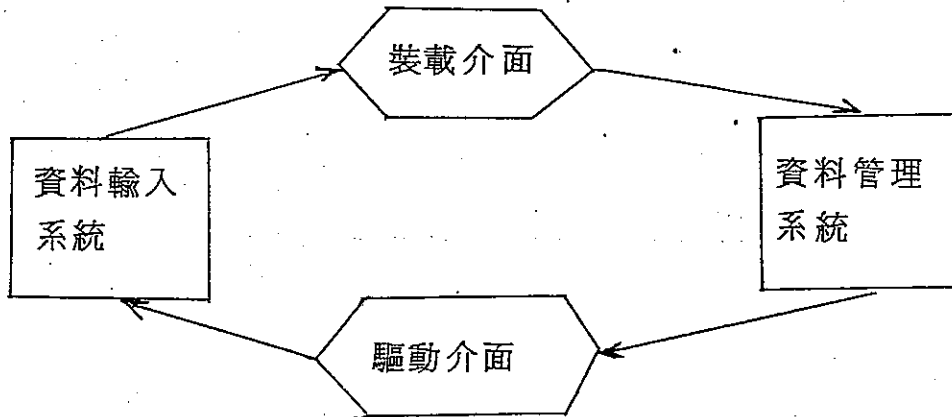 裝載介面
資料輸入
系統
資料管理
系統
驅動介面